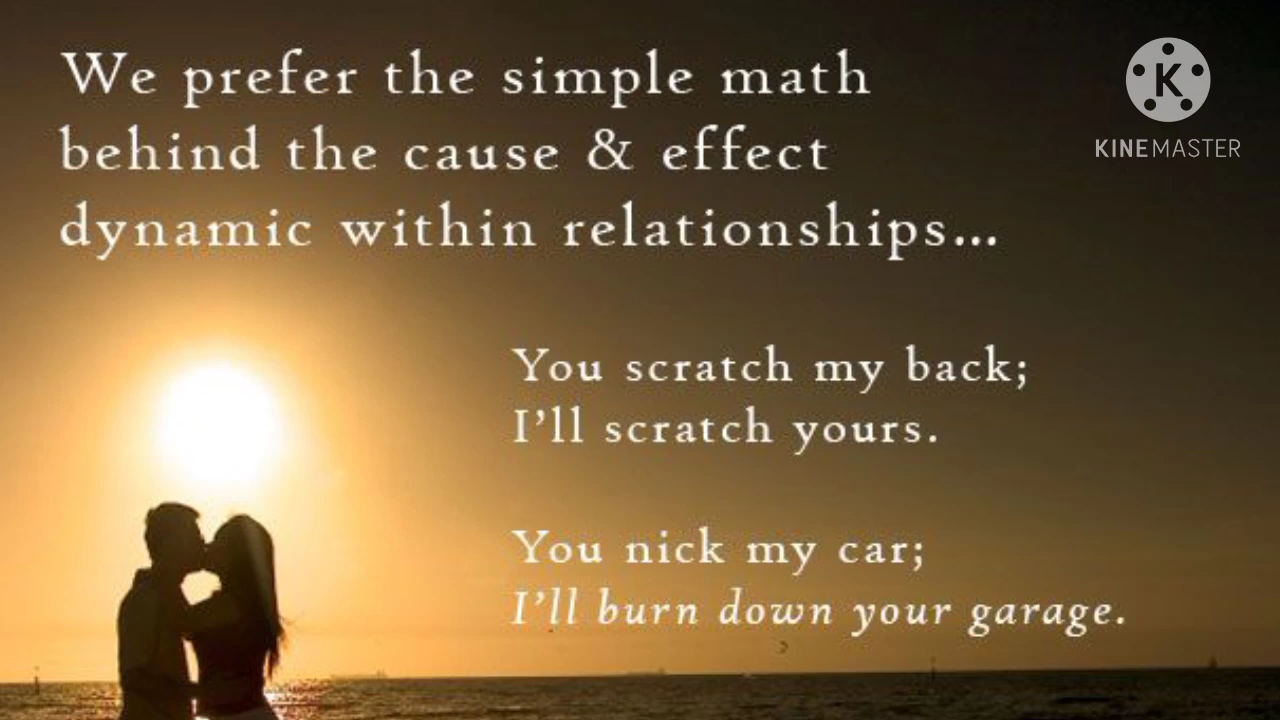 We prefer the simple math
behind the cause & effect
dynamic within relationships...
K
KINEMASTER
You scratch my back;
I'll scratch yours.
You nick my car;
I'll burn down your garage.